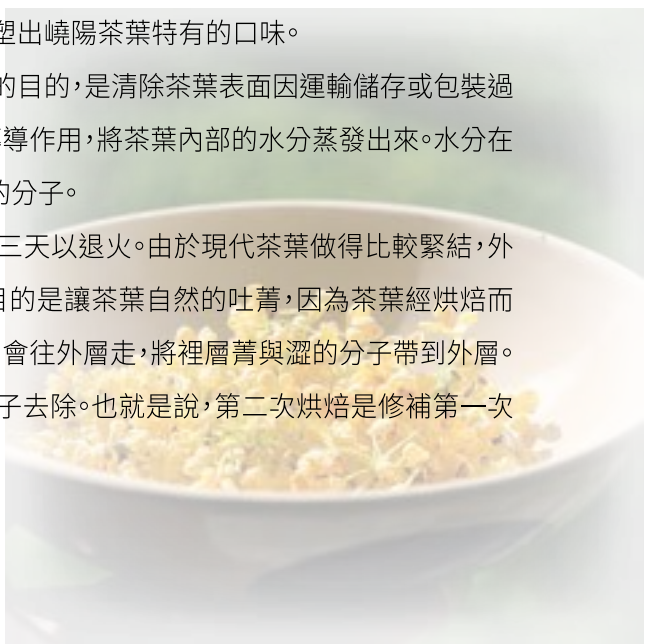 塑出嶢陽茶葉特有的口味。
的目的，是清除茶葉表面因運輸儲存或包裝過
導作用，將茶葉內部的水分蒸發出來。水分在
的分子。
三天以退火。由於現代茶葉做得比較緊結，外
目的是讓茶葉自然的吐菁，因為茶葉經烘焙而
會往外層走，將裡層菁與澀的分子帶到外層。
子去除。也就是說，第二次烘焙是修補第一次